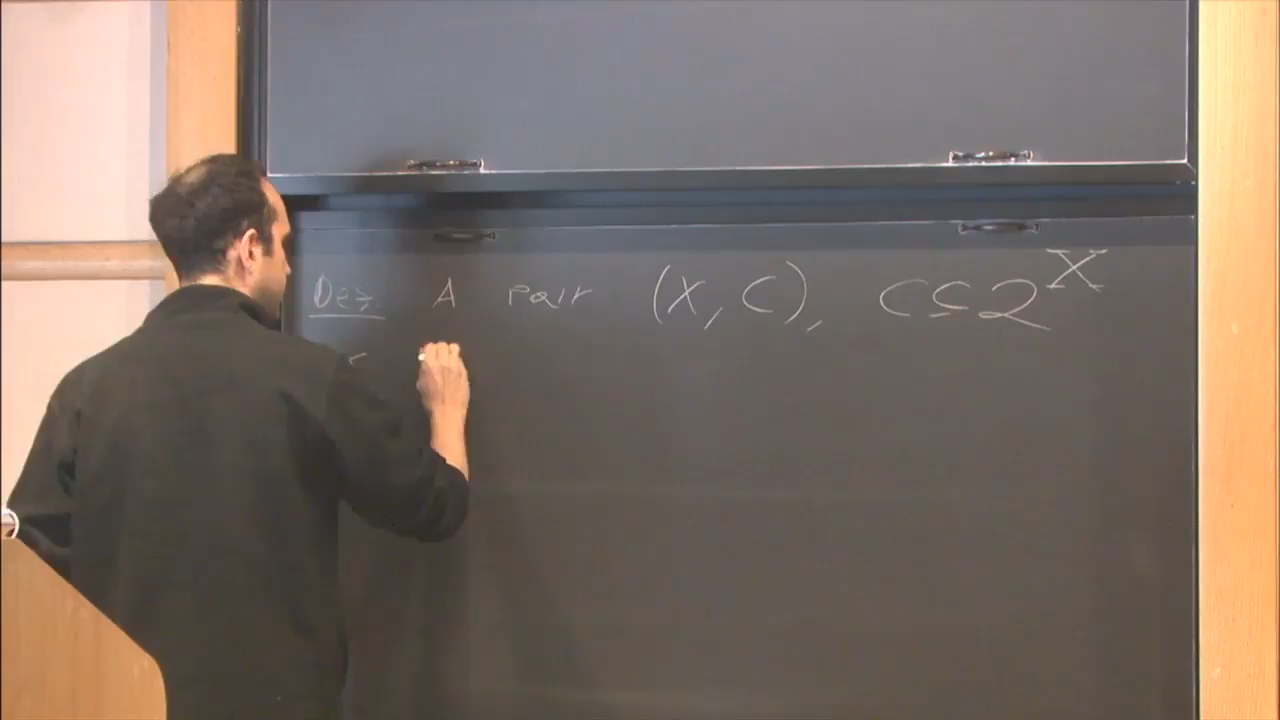 Def. A pair (X, C), C ⊆ 2^X